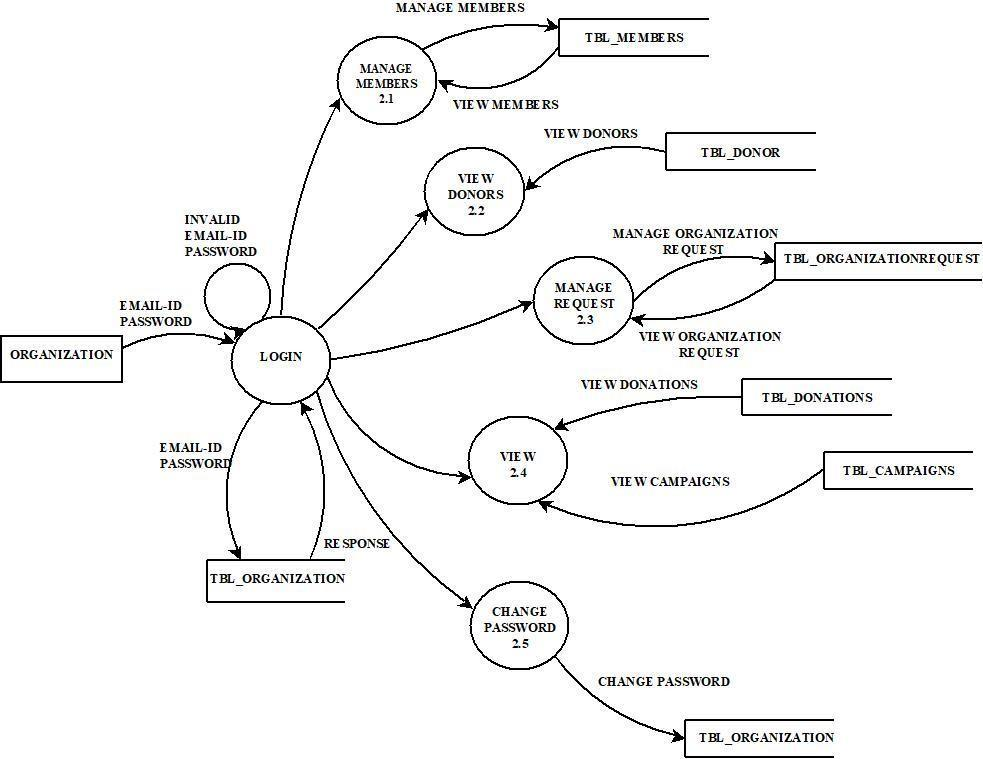 MANAGE MEMBERS
TBL_MEMBERS
MANAGE
MEMBERS
2.1
VIEW MEMBERS
VIEW DONORS
TBL_DONOR
VIEW
DONORS
2.2
INVALID
EMAIL-ID
PASSWORD
MANAGE ORGANIZATION
REQUEST
TBL_ORGANIZATIONREQUEST
MANAGE
REQUEST
2.3
VIEW ORGANIZATION
REQUEST
EMAIL-ID
PASSWORD
ORGANIZATION
LOGIN
VIEW DONATIONS
TBL_DONATIONS
VIEW
2.4
VIEW CAMPAIGNS
TBL_CAMPAIGNS
EMAIL-ID
PASSWORD
RESPONSE
TBL_ORGANIZATION
CHANGE
PASSWORD
2.5
CHANGE PASSWORD
TBL_ORGANIZATION